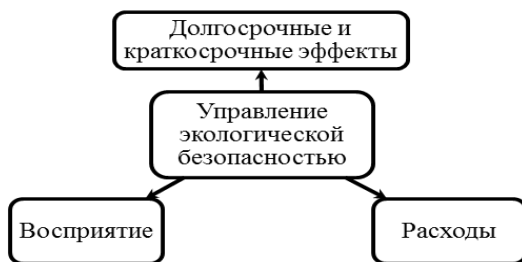 Долгосрочные и
краткосрочные эффекты
Управление
экологической
безопасностью
Восприятие
Расходы